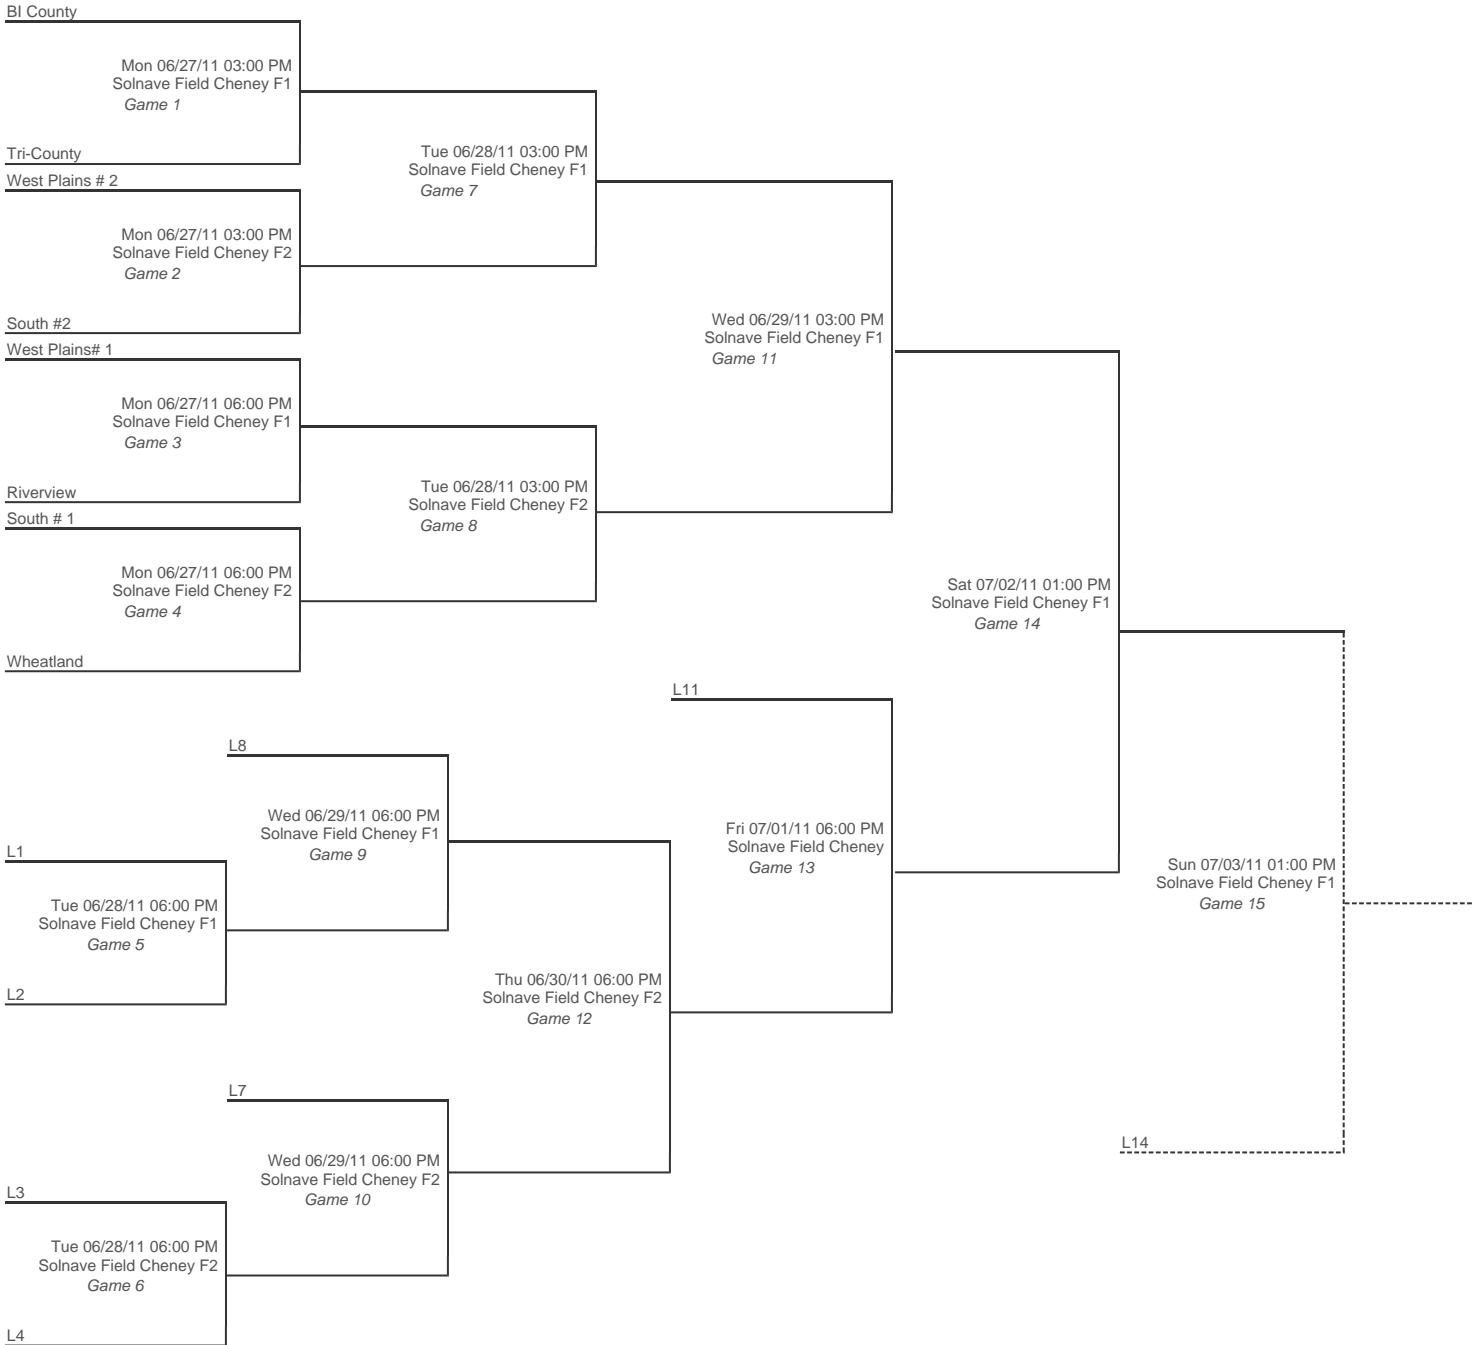 BI County
Mon 06/27/11 03:00 PM
Solnave Field Cheney F1
Game 1
Tri-County
West Plains # 2
Mon 06/27/11 03:00 PM
Solnave Field Cheney F2
Game 2
South #2
West Plains# 1
Mon 06/27/11 06:00 PM
Solnave Field Cheney F1
Game 3
Riverview
South # 1
Mon 06/27/11 06:00 PM
Solnave Field Cheney F2
Game 4
Wheatland
Tue 06/28/11 03:00 PM
Solnave Field Cheney F1
Game 7
Tue 06/28/11 03:00 PM
Solnave Field Cheney F2
Game 8
Wed 06/29/11 03:00 PM
Solnave Field Cheney F1
Game 11
Sat 07/02/11 01:00 PM
Solnave Field Cheney F1
Game 14
L11
L8
Wed 06/29/11 06:00 PM
Solnave Field Cheney F1
Game 9
L1
Tue 06/28/11 06:00 PM
Solnave Field Cheney F1
Game 5
L2
Fri 07/01/11 06:00 PM
Solnave Field Cheney
Game 13
Sun 07/03/11 01:00 PM
Solnave Field Cheney F1
Game 15
Thu 06/30/11 06:00 PM
Solnave Field Cheney F2
Game 12
L7
Wed 06/29/11 06:00 PM
Solnave Field Cheney F2
Game 10
L14
L3
Tue 06/28/11 06:00 PM
Solnave Field Cheney F2
Game 6
L4